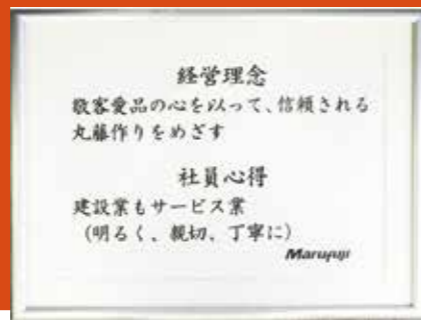 経営理念
敬客愛品の心を以って、信頼される
丸藤作りをめざす
社員心得
建設業もサービス業
(明るく、親切、丁寧に)
Marufuji